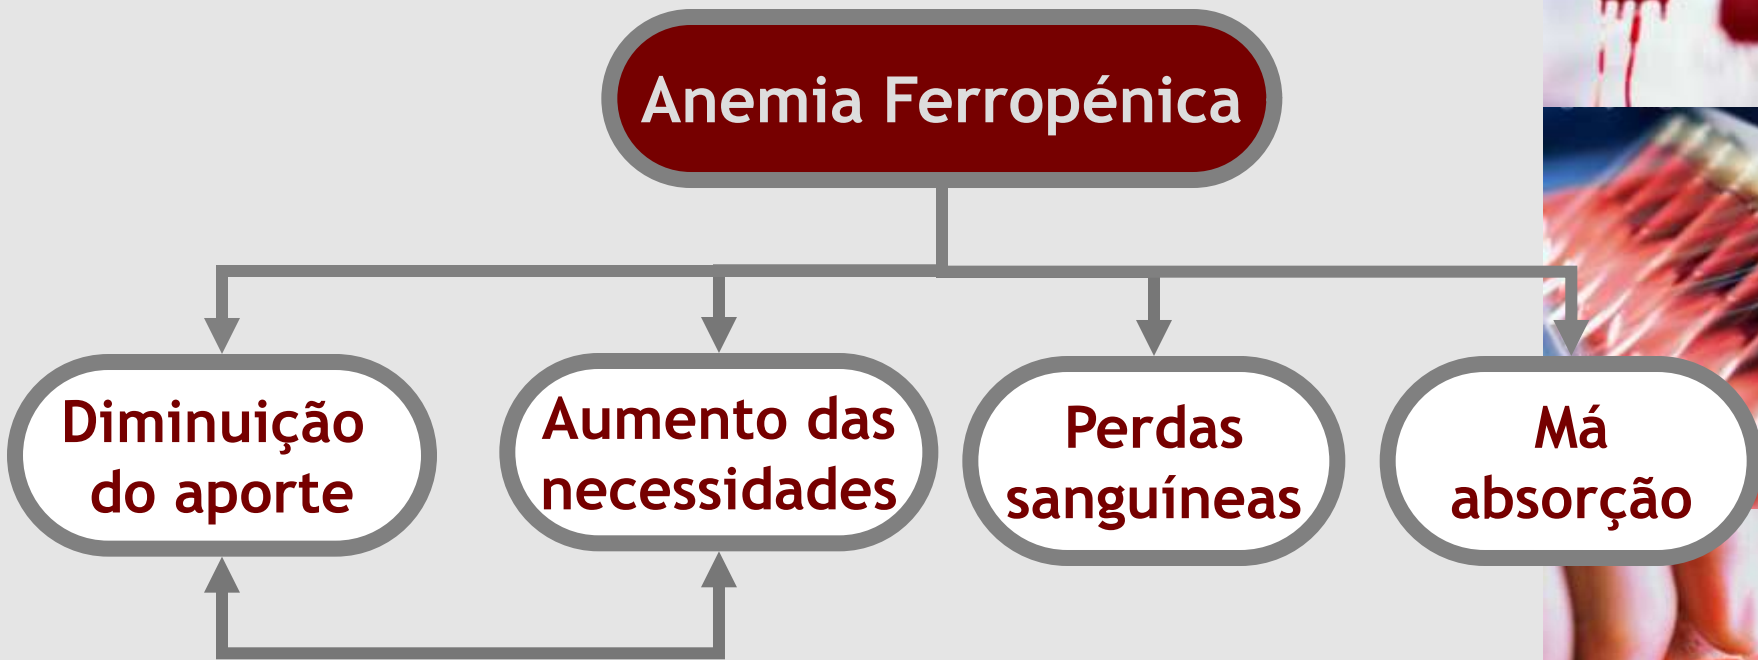 Anemia Ferropénica
Diminuição
do aporte
Aumento das
necessidades
Perdas
sanguíneas
Má
absorção